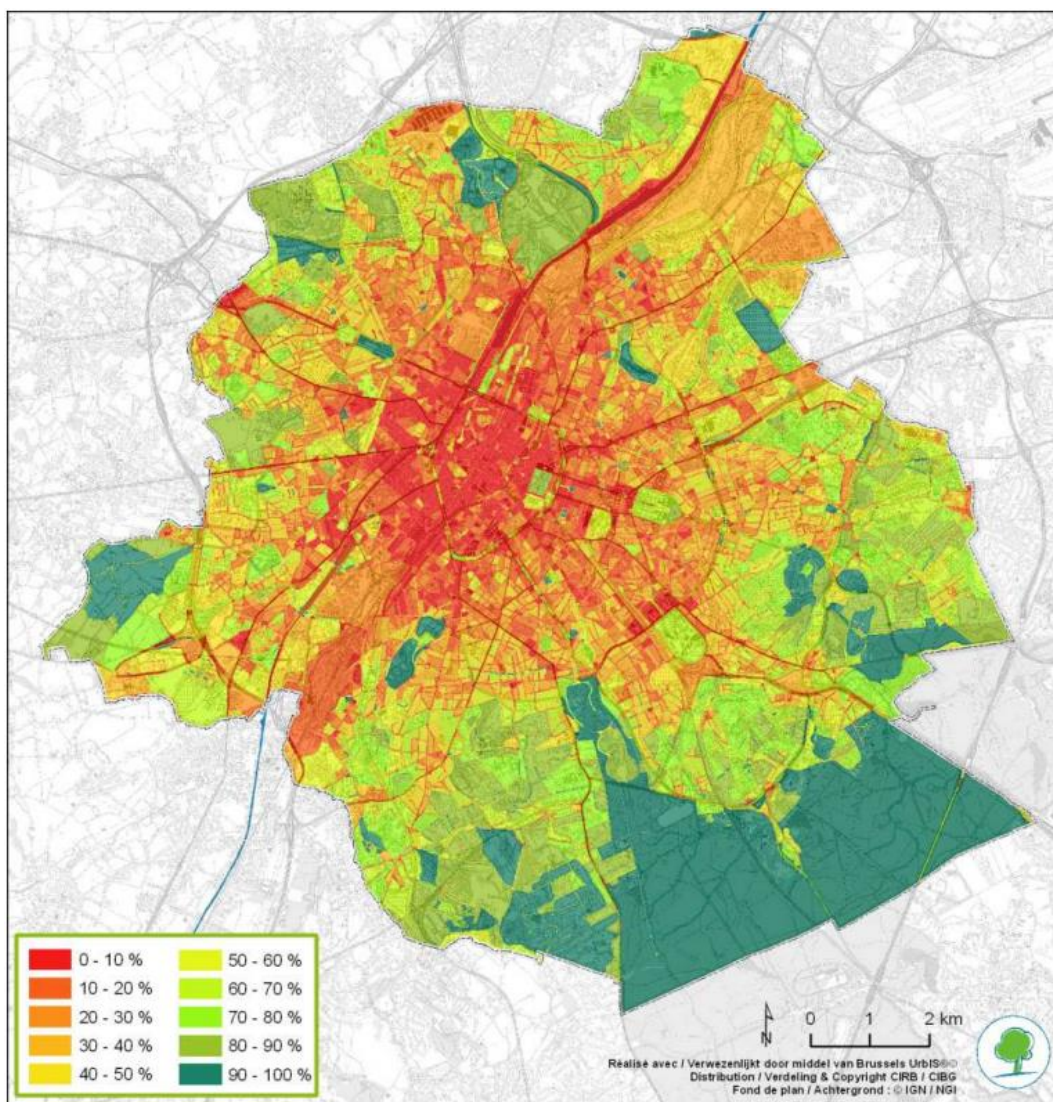 0 - 10 %
10 - 20 %
20 - 30 %
30 - 40 %
40 - 50 %
50 - 60 %
60 - 70 %
70 - 80 %
80 - 90 %
90 - 100 %
N
0 1 2 km
Réalisé avec / Verwezenlijkt door middel van Brussels UrbIS®©
Distribution / Verdeling & Copyright CIRB / CIBG
Fond de plan / Achtergrond : © IGN / NGI